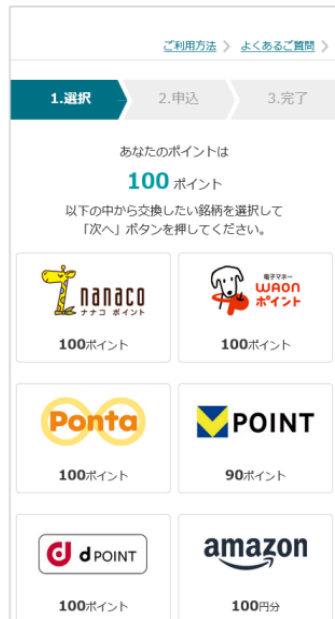 ご利用方法 よくあるご質問
1.選択 2.申込 3.完了
あなたのポイントは
100 ポイント
以下の中から交換したい銘柄を選択して
「次へ」ボタンを押してください。
nanaco
ナナコ ポイント
100ポイント
電子マネー
WAON
ポイント
100ポイント
Ponta
100ポイント
V POINT
90ポイント
d d POINT
100ポイント
amazon
100円分